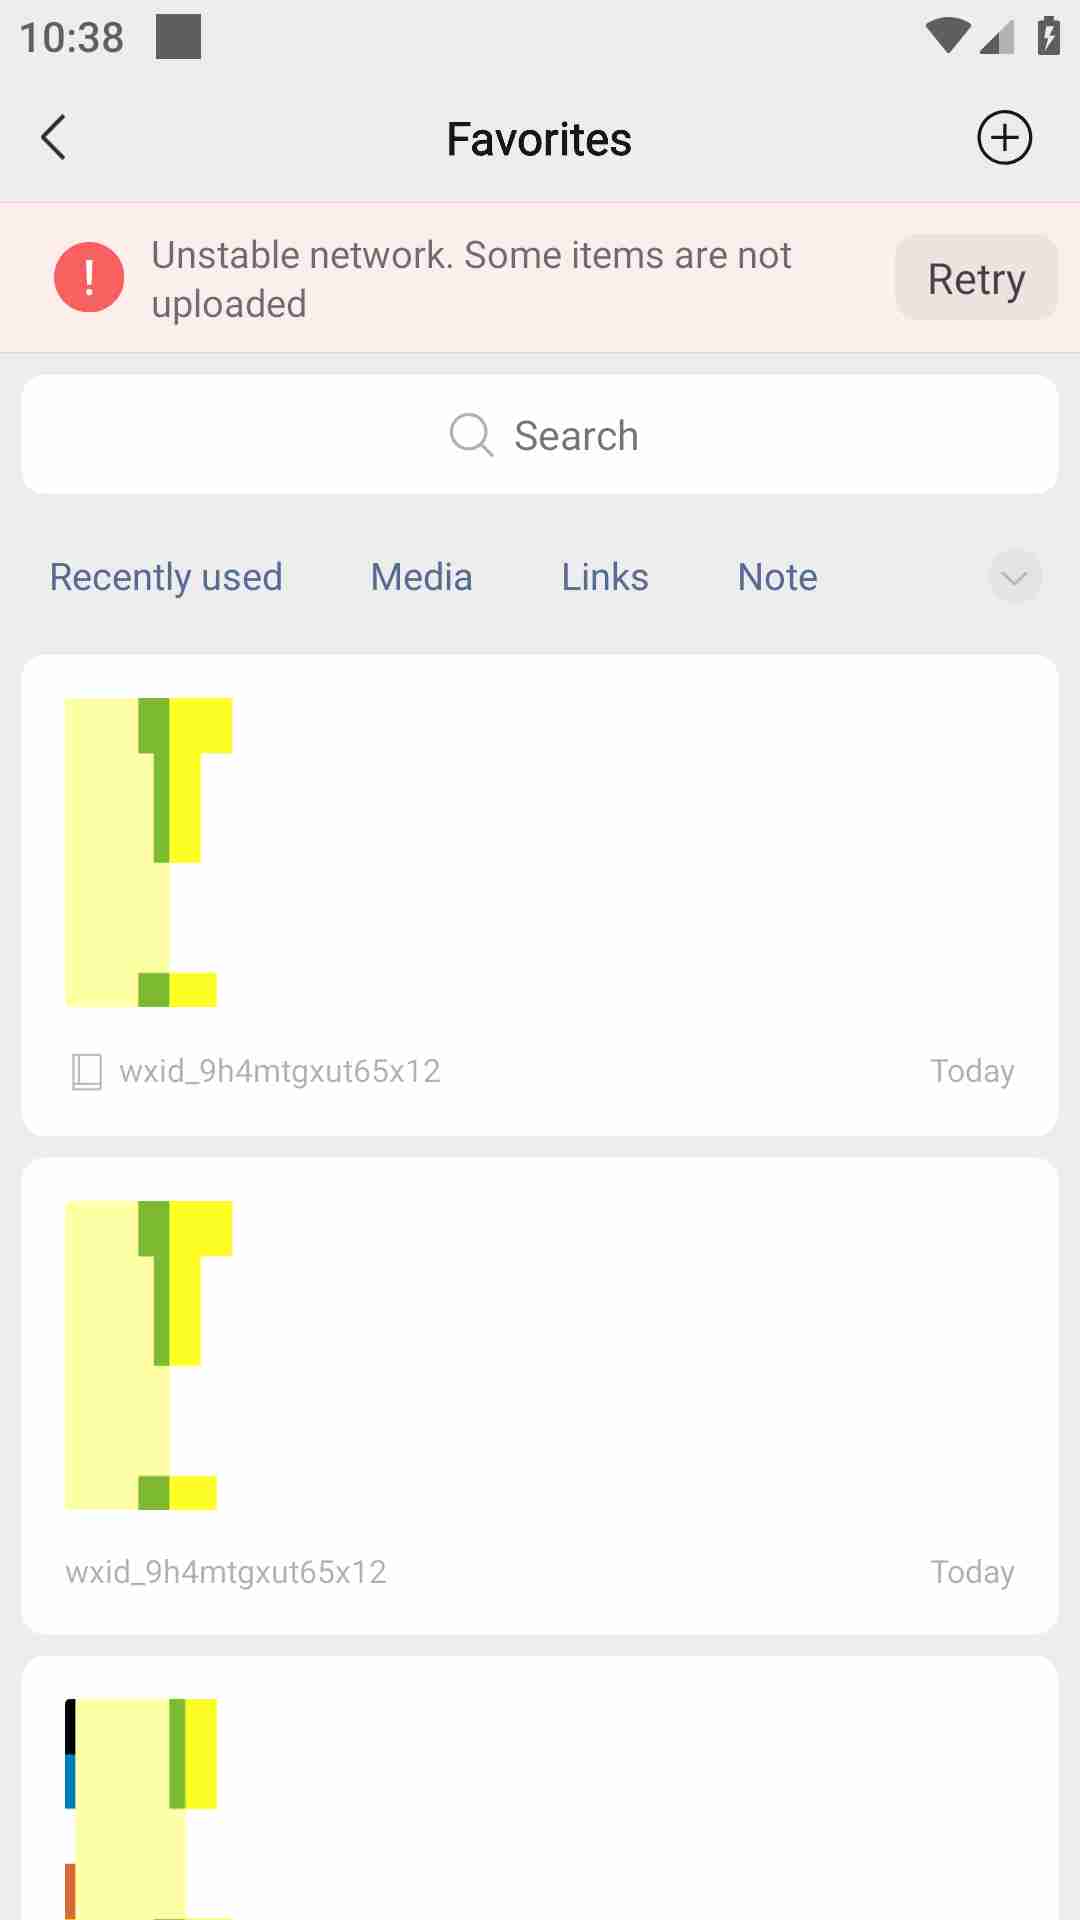 10:38
Favorites
Unstable network. Some items are not
uploaded
Retry
Search
Recently used
Media
Links
Note
wxid_9h4mtgxut65x12
Today
wxid_9h4mtgxut65x12
Today